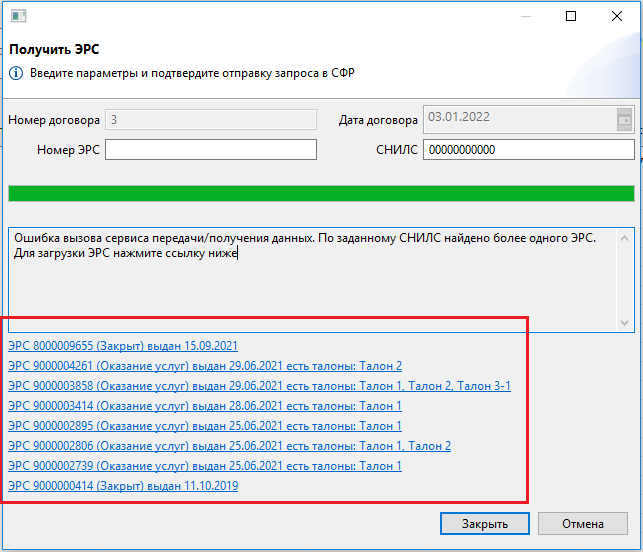 Получить ЭРС
Введите параметры и подтвердите отправку запроса в СФР
Номер договора 3 Дата договора 03.01.2022
Номер ЭРС СНИЛС 00000000000
Ошибка вызова сервиса передачи/получения данных. По заданному СНИЛС найдено более одного ЭРС.
Для загрузки ЭРС нажмите ссылку ниже
ЭРС 8000009655 (Закрыт) выдан 15.09.2021
ЭРС 9000004261 (Оказание услуг) выдан 29.06.2021 есть талоны: Талон 2
ЭРС 9000003858 (Оказание услуг) выдан 29.06.2021 есть талоны: Талон 1, Талон 2, Талон 3-1
ЭРС 9000003414 (Оказание услуг) выдан 28.06.2021 есть талоны: Талон 1
ЭРС 9000002895 (Оказание услуг) выдан 25.06.2021 есть талоны: Талон 1
ЭРС 9000002806 (Оказание услуг) выдан 25.06.2021 есть талоны: Талон 1, Талон 2
ЭРС 9000002739 (Оказание услуг) выдан 25.06.2021 есть талоны: Талон 1
ЭРС 9000000414 (Закрыт) выдан 11.10.2019
Закрыть Отмена